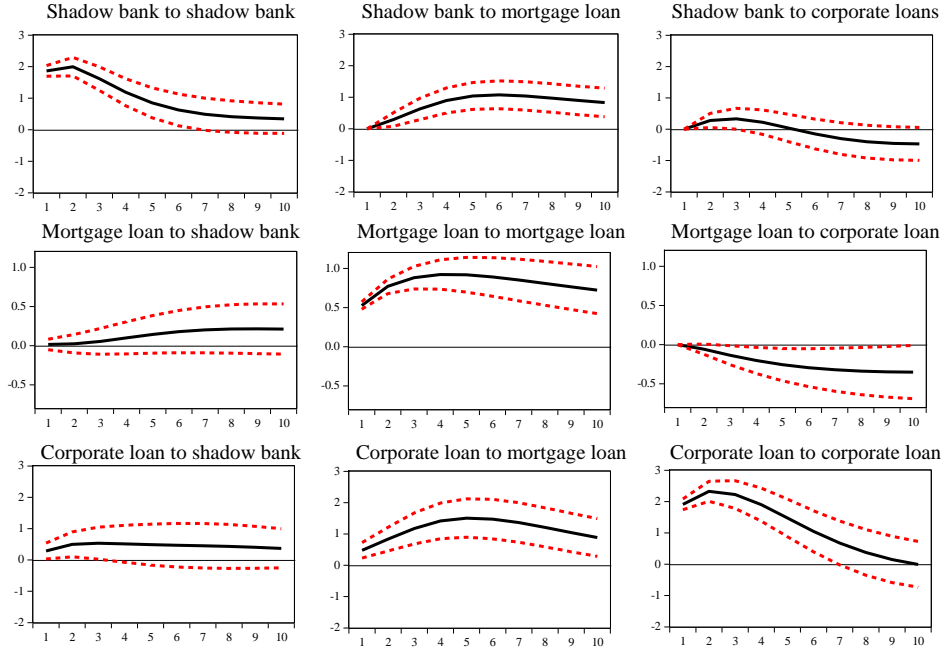 Shadow bank to shadow bank
3
2
1
0
-1
-2
1 2 3 4 5 6 7 8 9 10
Shadow bank to mortgage loan
3
2
1
0
-1
-2
1 2 3 4 5 6 7 8 9 10
Shadow bank to corporate loans
3
2
1
0
-1
-2
1 2 3 4 5 6 7 8 9 10
Mortgage loan to shadow bank
1.0
0.5
0.0
-0.5
1 2 3 4 5 6 7 8 9 10
Mortgage loan to mortgage loan
1.0
0.5
0.0
-0.5
1 2 3 4 5 6 7 8 9 10
Mortgage loan to corporate loan
1.0
0.5
0.0
-0.5
1 2 3 4 5 6 7 8 9 10
Corporate loan to shadow bank
3
2
1
0
-1
-2
1 2 3 4 5 6 7 8 9 10
Corporate loan to mortgage loan
3
2
1
0
-1
-2
1 2 3 4 5 6 7 8 9 10
Corporate loan to corporate loan
3
2
1
0
-1
-2
1 2 3 4 5 6 7 8 9 10